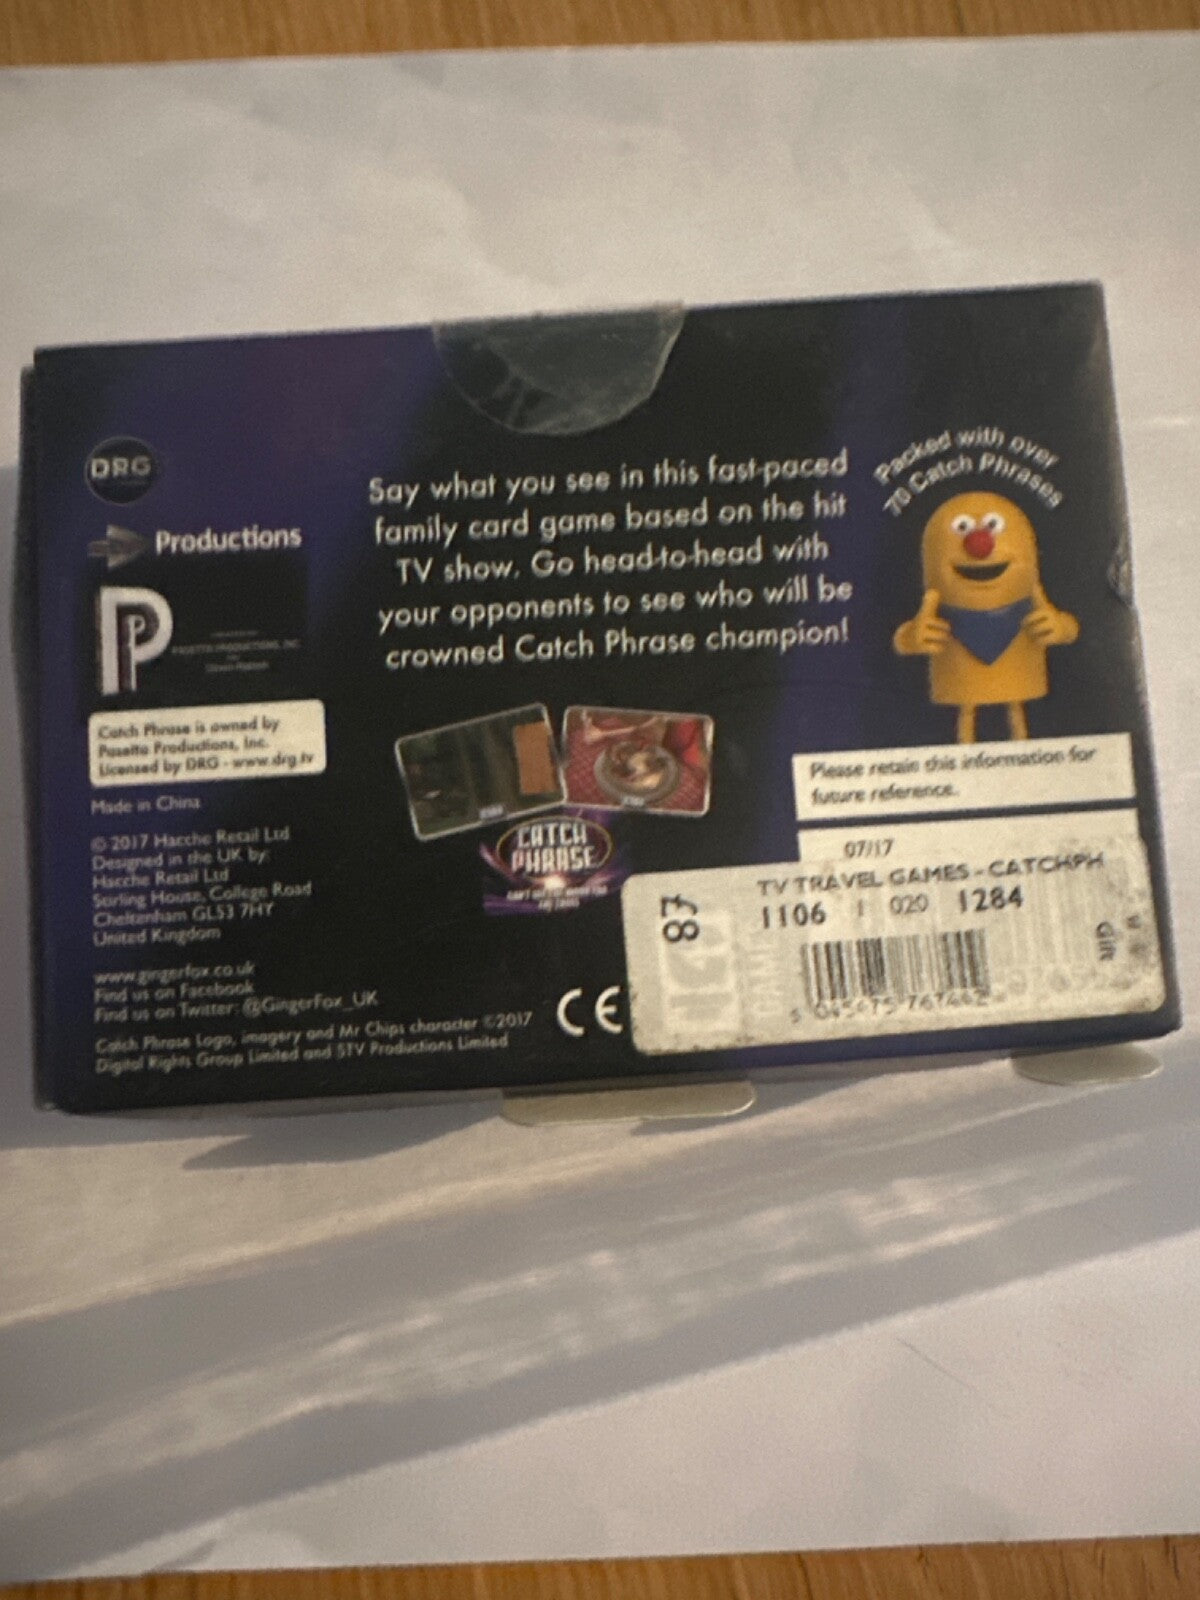 DRG
Productions
P
Catch Phrase is owned by
Pasetta Productions, Inc.
Licensed by DRG - www.drg.tv
Made in China
© 2017 Hacche Retail Ltd
Designed in the UK by:
Hacche Retail Ltd
Stirling House, College Road
Cheltenham GL53 7HY
United Kingdom
www.gingerfox.co.uk
Find us on Facebook
Find us on Twitter: @GingerFox_UK
Catch Phrase Logo, imagery and Mr Chips character ©2017
Digital Rights Group Limited and STV Productions Limited
Say what you see in this fast-paced
family card game based on the hit
TV show. Go head-to-head with
your opponents to see who will be
crowned Catch Phrase champion!
CATCH
PHRASE
CE
Packed with over
70 Catch Phrases
Please retain this information for
future reference.
07/17
TV TRAVEL GAMES - CATCHPH
1106 1 020 1284
87
GAME
Gift